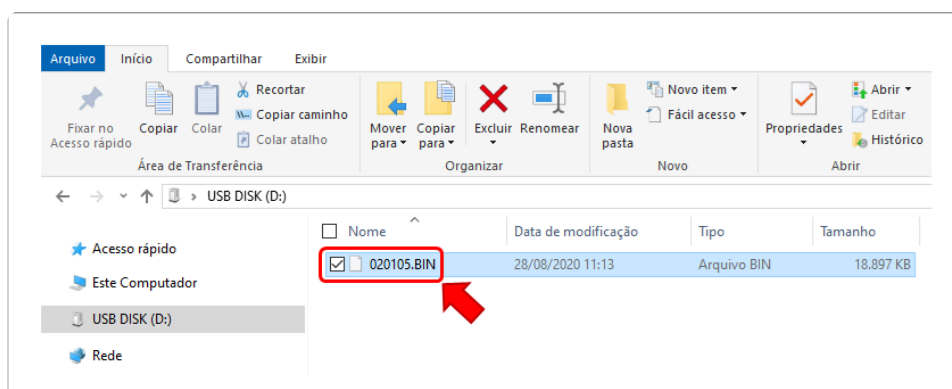 Arquivo Início Compartilhar Exibir
Fixar no Acesso rápido
Copiar
Colar
Recortar
Copiar caminho
Colar atalho
Área de Transferência
Mover para
Copiar para
Excluir
Renomear
Organizar
Nova pasta
Novo item
Fácil acesso
Novo
Propriedades
Abrir
Editar
Histórico
Abrir
USB DISK (D:)
Nome Data de modificação Tipo Tamanho
020105.BIN 28/08/2020 11:13 Arquivo BIN 18.897 KB
Acesso rápido
Este Computador
USB DISK (D:)
Rede